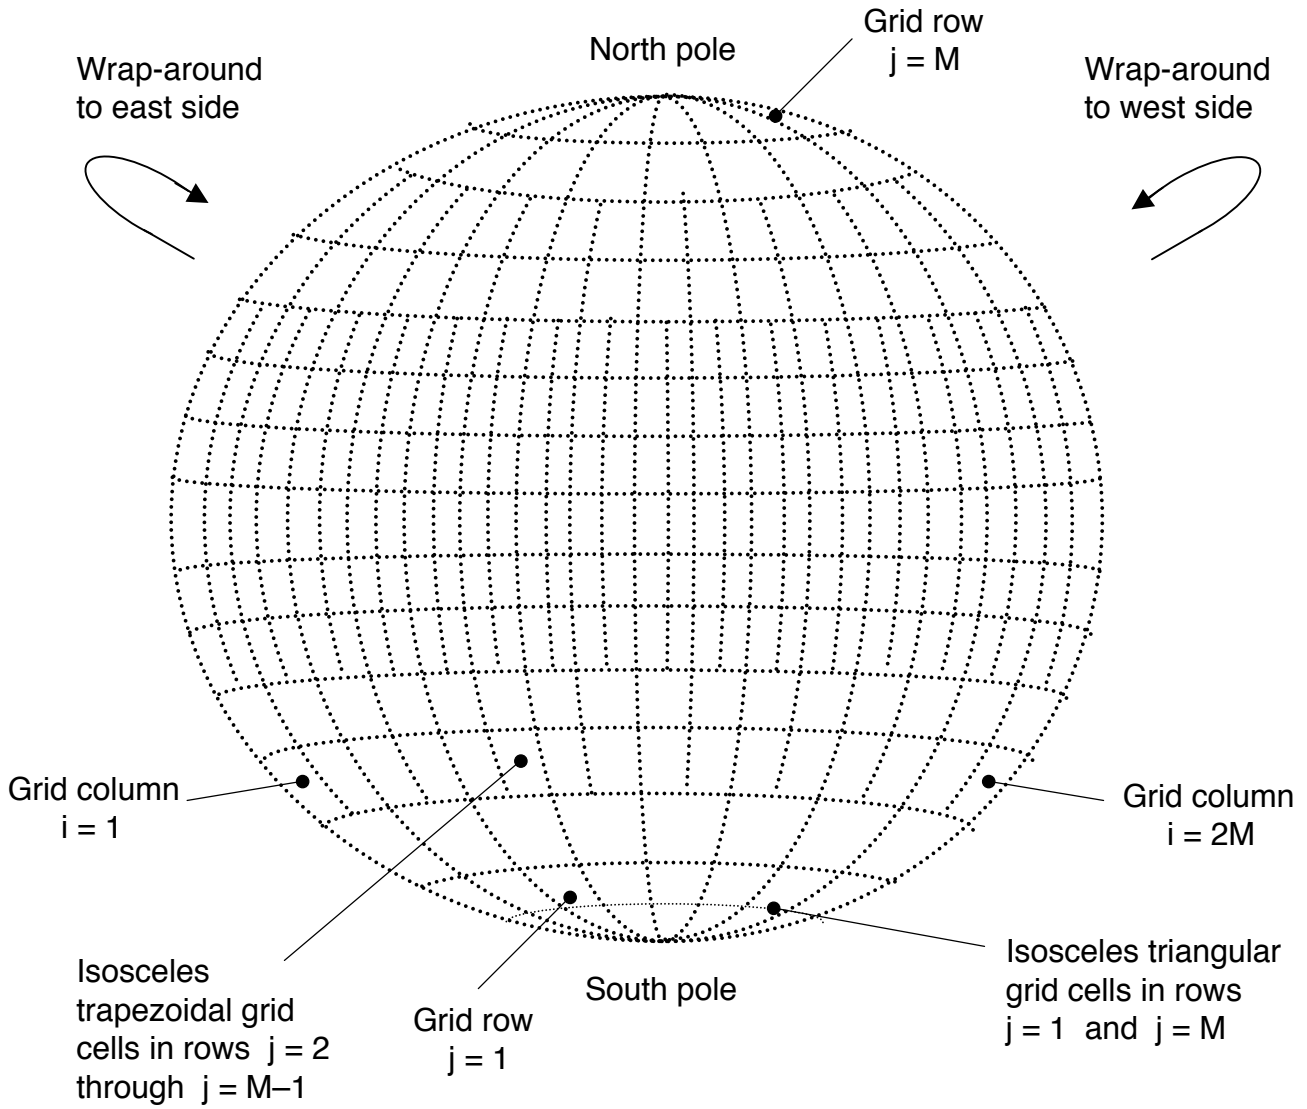 Grid row
j = M
North pole
Wrap-around
to east side
Wrap-around
to west side
Grid column
i = 1
Grid column
i = 2M
Isosceles
trapezoidal grid
cells in rows j = 2
through j = M–1
Grid row
j = 1
South pole
Isosceles triangular
grid cells in rows
j = 1 and j = M